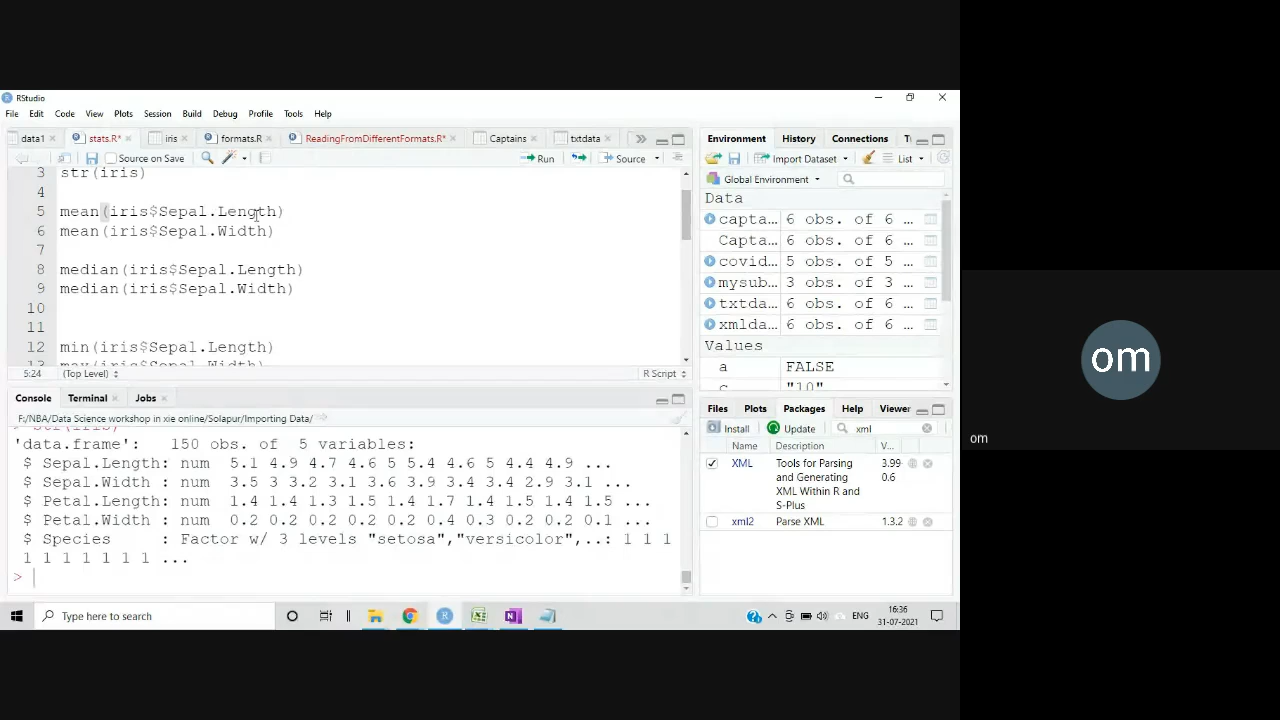 RStudio
File Edit Code View Plots Session Build Debug Profile Tools Help
data1 stats.R* iris formats.R ReadingFromDifferentFormats.R* Captains txtdata
Source on Save Run Source
3 str(iris)
4
5 mean(iris$Sepal.Length)
6 mean(iris$Sepal.Width)
7
8 median(iris$Sepal.Length)
9 median(iris$Sepal.Width)
10
11
12 min(iris$Sepal.Length)
13 max(iris$Sepal.Width)
5:24 (Top Level) R Script
Console Terminal Jobs
F:/NBA/Data Science workshop in xie online/Solapur/Importing Data/
> str(iris)
'data.frame': 150 obs. of 5 variables:
$ Sepal.Length: num 5.1 4.9 4.7 4.6 5 5.4 4.6 5 4.4 4.9 ...
$ Sepal.Width : num 3.5 3 3.2 3.1 3.6 3.9 3.4 3.4 2.9 3.1 ...
$ Petal.Length: num 1.4 1.4 1.3 1.5 1.4 1.7 1.4 1.5 1.4 1.5 ...
$ Petal.Width : num 0.2 0.2 0.2 0.2 0.2 0.4 0.3 0.2 0.2 0.1 ...
$ Species : Factor w/ 3 levels "setosa","versicolor",..: 1 1 1
1 1 1 1 1 1 1 ...
>
Environment History Connections T
Import Dataset List
Global Environment
Data
capta... 6 obs. of 6 ...
Capta... 6 obs. of 6 ...
covid... 5 obs. of 5 ...
mysub... 3 obs. of 3 ...
txtda... 6 obs. of 6 ...
xmlda... 6 obs. of 6 ...
Values
a FALSE
c "10"
Files Plots Packages Help Viewer
Install Update xml
Name Description V...
XML Tools for Parsing and Generating XML Within R and S-Plus 3.99 0.6
xml2 Parse XML 1.3.2
Type here to search
ENG
16:36
31-07-2021
om
om